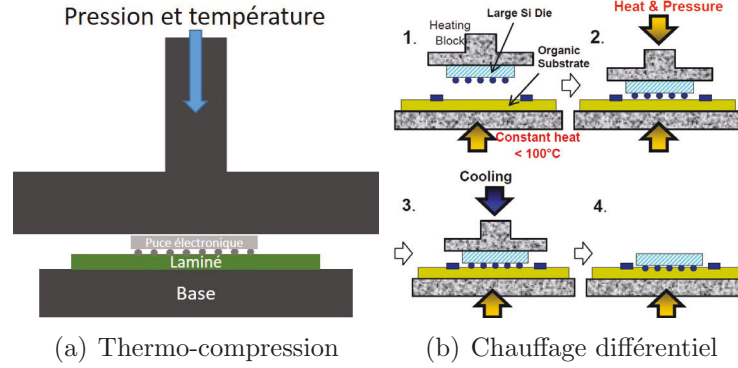 Pression et température
Puce électronique
Laminé
Base
(a) Thermo-compression
1.
Heating
Block
Large Si Die
Organic
Substrate
Constant heat
< 100°C
2.
Heat & Pressure
3.
Cooling
4.
(b) Chauffage différentiel